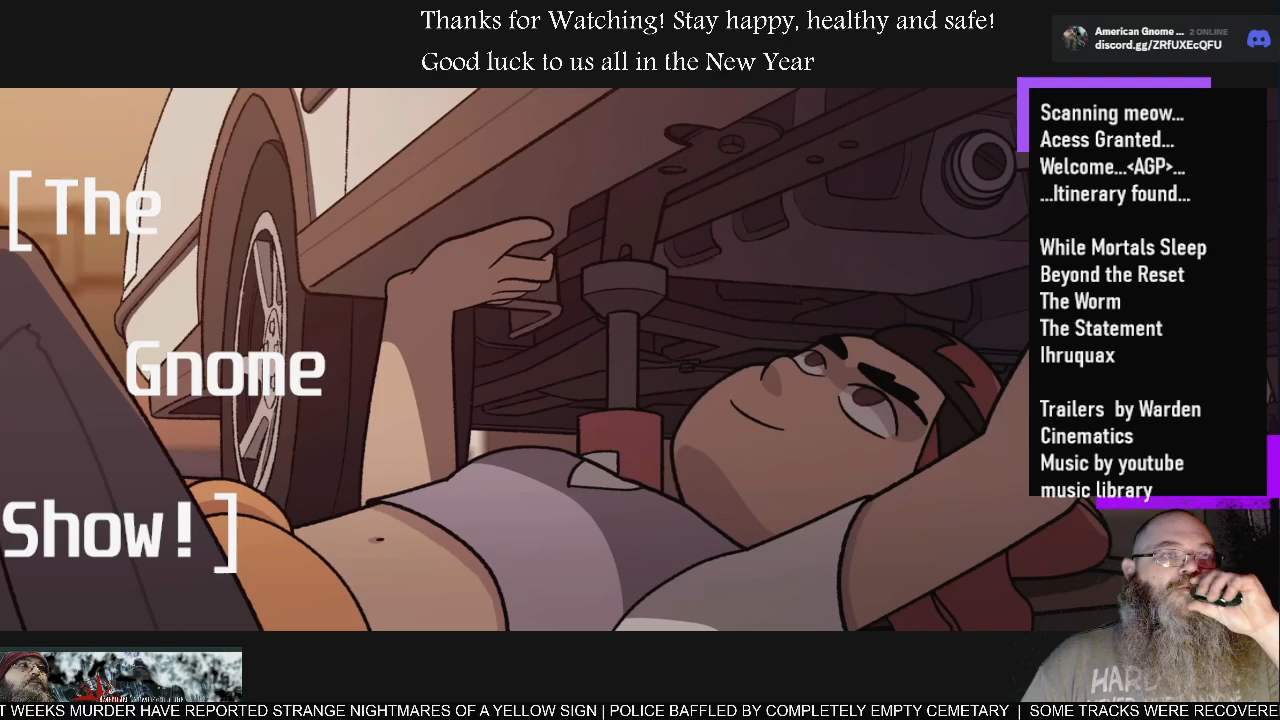 Thanks for Watching! Stay happy, healthy and safe!
Good luck to us all in the New Year
American Gnome ... 2 ONLINE
discord.gg/ZRfUXEcQFU
Scanning meow...
Acess Granted...
Welcome...<AGP>...
...Itinerary found...
While Mortals Sleep
Beyond the Reset
The Worm
The Statement
Ihruquax
Trailers by Warden
Cinematics
Music by youtube
music library
[ The
Gnome
Show! ]
HARD
T WEEKS MURDER HAVE REPORTED STRANGE NIGHTMARES OF A YELLOW SIGN | POLICE BAFFLED BY COMPLETELY EMPTY CEMETARY | SOME TRACKS WERE RECOVERE